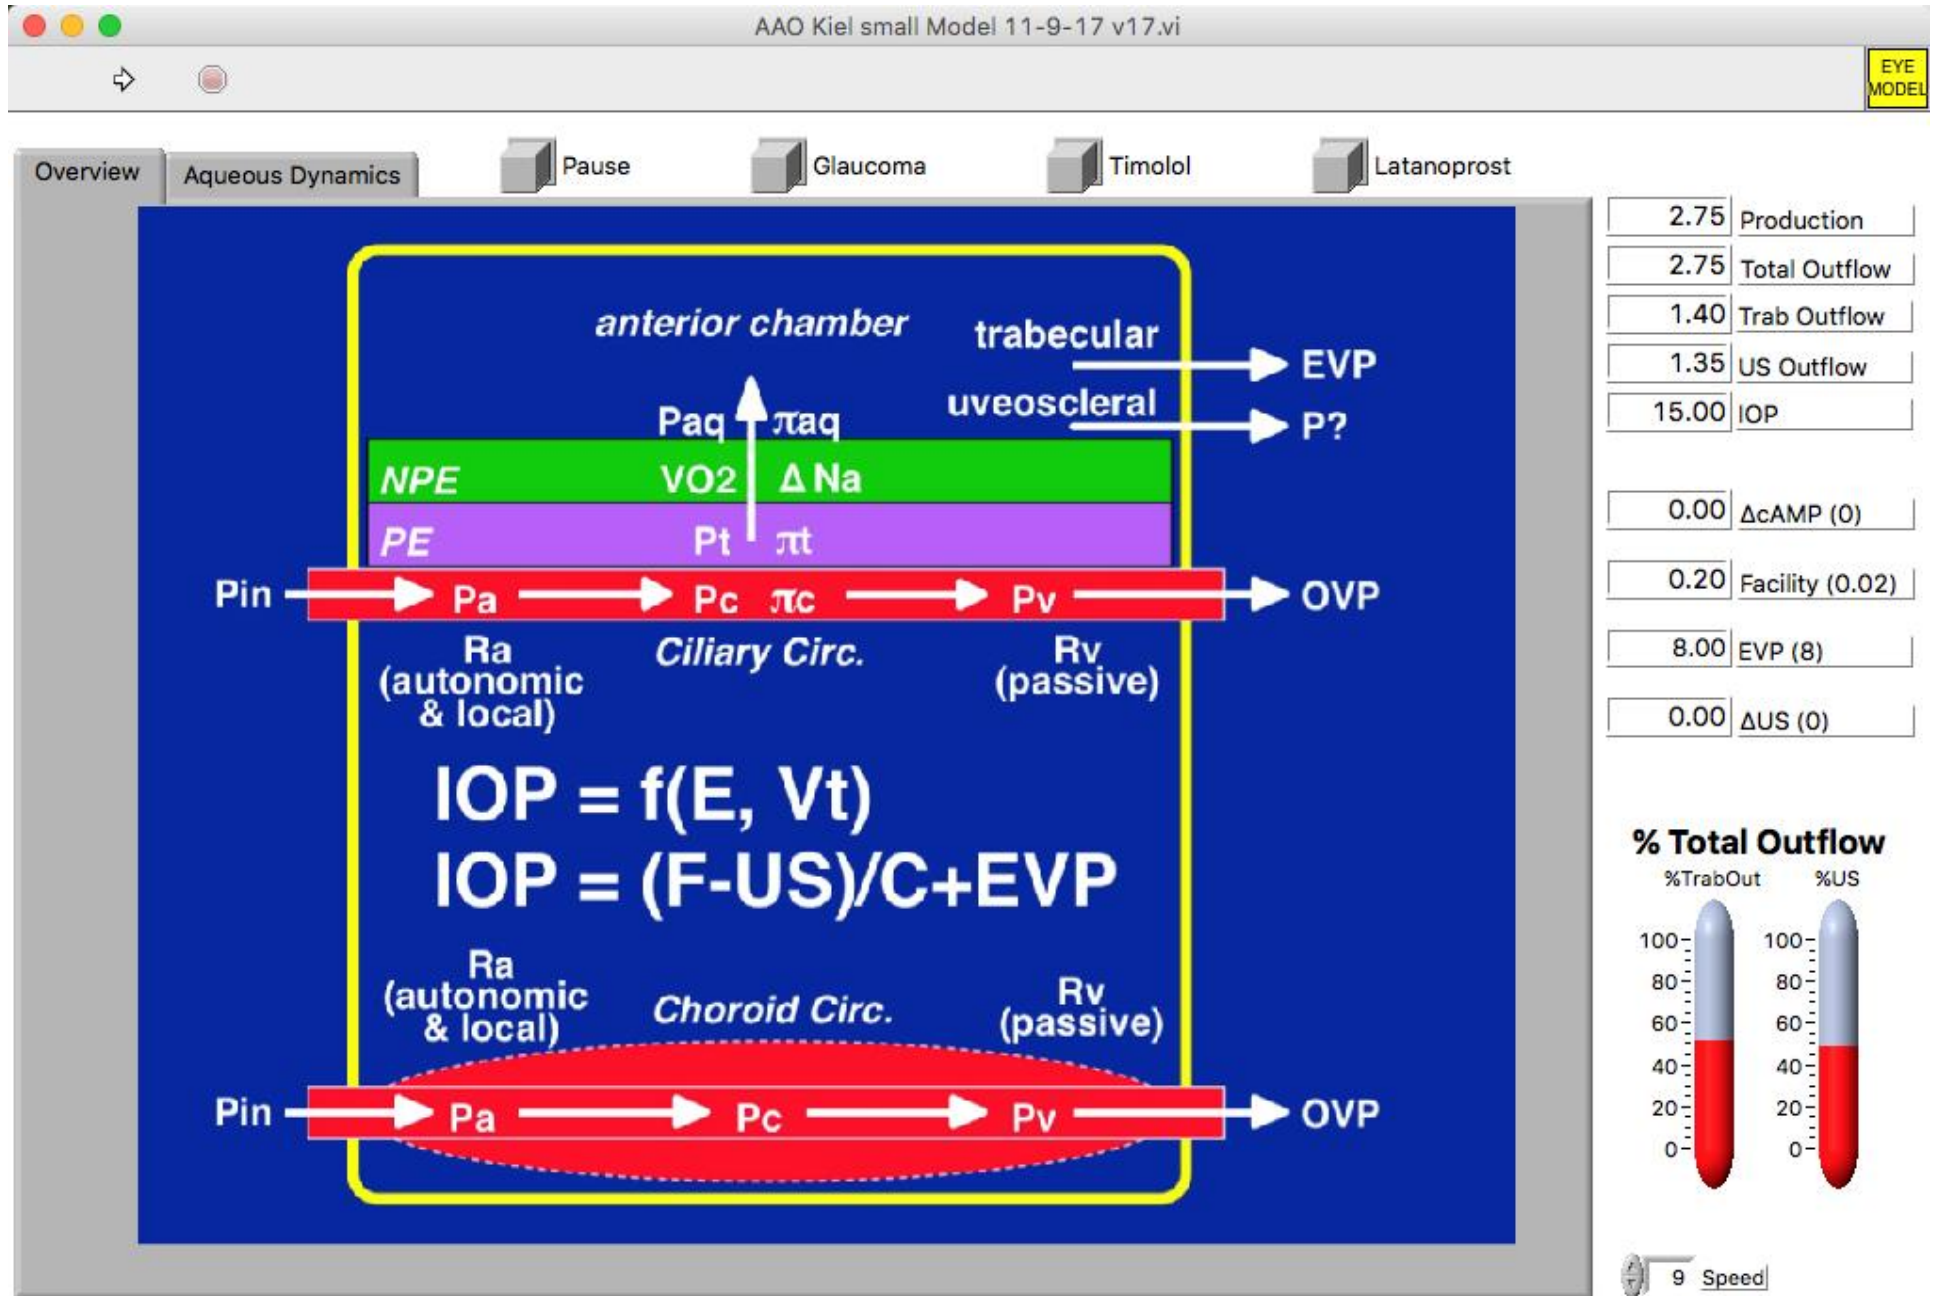 AAO Kiel small Model 11-9-17 v17.vi
EYE
MODEL
Overview
Aqueous Dynamics
Pause
Glaucoma
Timolol
Latanoprost
anterior chamber
trabecular
EVP
uveoscleral
P?
Paq πaq
NPE VO2 Δ Na
PE Pt πt
Pin Pa Pc πc Pv OVP
Ra
(autonomic
& local)
Ciliary Circ.
Rv
(passive)
IOP = f(E, Vt)
IOP = (F-US)/C+EVP
Ra
(autonomic
& local)
Choroid Circ.
Rv
(passive)
Pin Pa Pc Pv OVP
2.75 Production
2.75 Total Outflow
1.40 Trab Outflow
1.35 US Outflow
15.00 IOP
0.00 ΔcAMP (0)
0.20 Facility (0.02)
8.00 EVP (8)
0.00 ΔUS (0)
% Total Outflow
%TrabOut %US
100 100
80 80
60 60
40 40
20 20
0 0
9 Speed